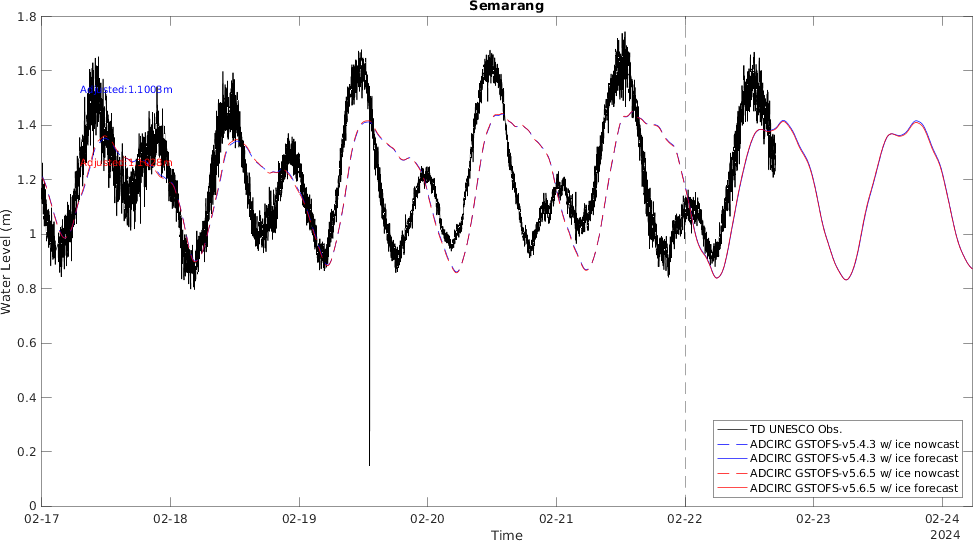 Semarang
1.8
1.6
1.4
1.2
1
0.8
0.6
0.4
0.2
0
Water Level (m)
Adjusted:1.1003m
02-17
02-18
02-19
02-20
02-21
02-22
02-23
02-24
Time
2024
TD UNESCO Obs.
ADCIRC GSTOFS-v5.4.3 w/ ice nowcast
ADCIRC GSTOFS-v5.4.3 w/ ice forecast
ADCIRC GSTOFS-v5.6.5 w/ ice nowcast
ADCIRC GSTOFS-v5.6.5 w/ ice forecast